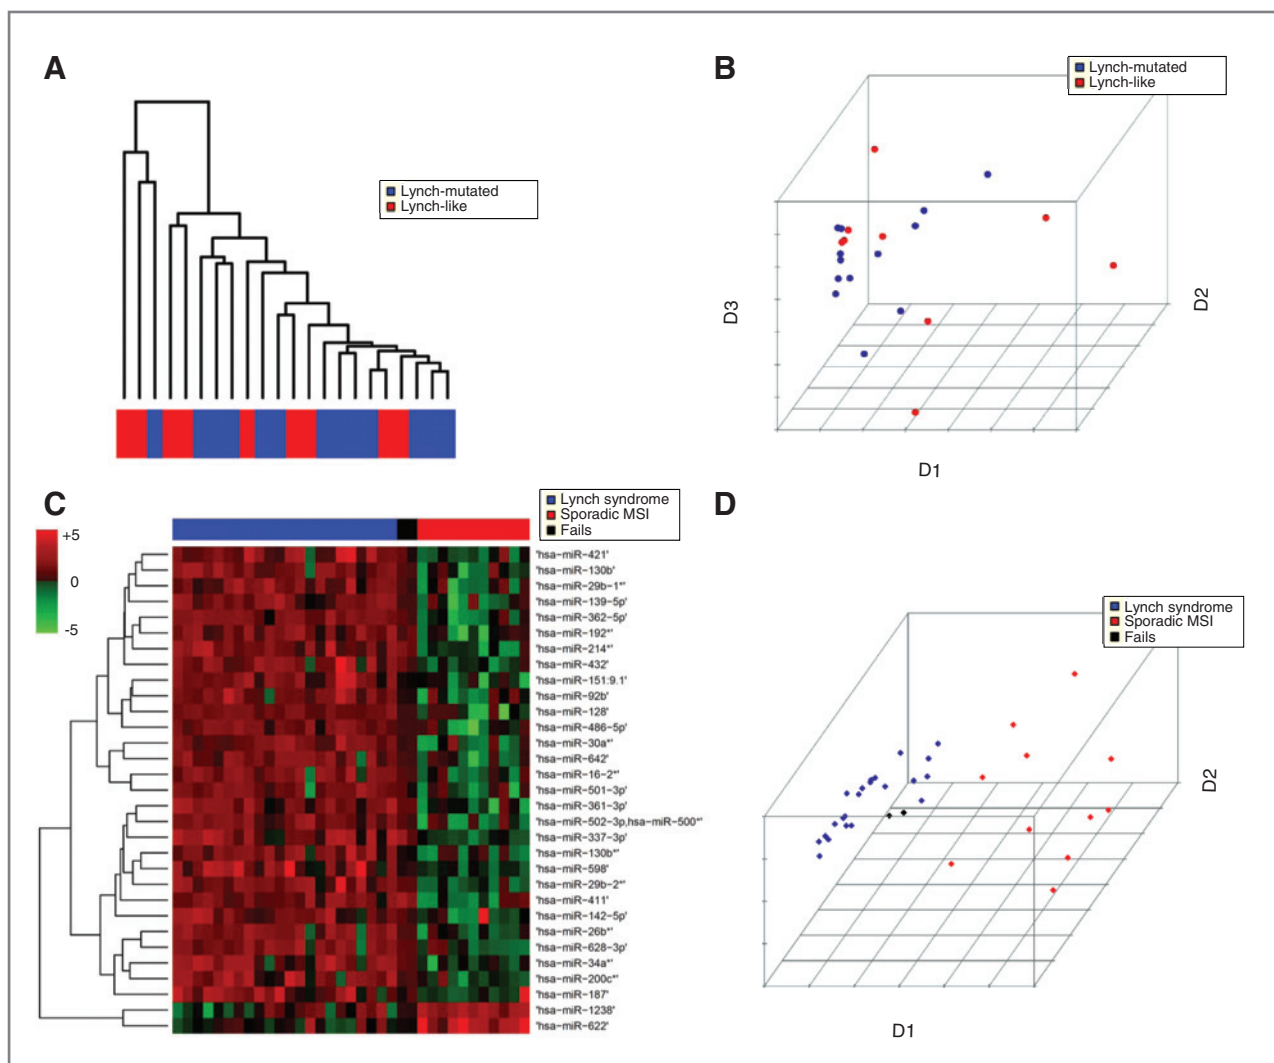 A
Lynch-mutated
Lynch-like
B
Lynch-mutated
Lynch-like
D3
D2
D1
C
Lynch syndrome
Sporadic MSI
Fails
+5
0
-5
'hsa-miR-421'
'hsa-miR-130b'
'hsa-miR-29b-1*'
'hsa-miR-139-5p'
'hsa-miR-362-5p'
'hsa-miR-192*'
'hsa-miR-214*'
'hsa-miR-432'
'hsa-miR-151:9.1'
'hsa-miR-92b'
'hsa-miR-128'
'hsa-miR-486-5p'
'hsa-miR-30a*'
'hsa-miR-642'
'hsa-miR-16-2*'
'hsa-miR-501-3p'
'hsa-miR-361-3p'
'hsa-miR-502-3p,hsa-miR-500*'
'hsa-miR-337-3p'
'hsa-miR-130b*'
'hsa-miR-598'
'hsa-miR-29b-2*'
'hsa-miR-411'
'hsa-miR-142-5p'
'hsa-miR-26b*'
'hsa-miR-628-3p'
'hsa-miR-34a*'
'hsa-miR-200c*'
'hsa-miR-187'
'hsa-miR-1238'
'hsa-miR-622'
D
Lynch syndrome
Sporadic MSI
Fails
D2
D1